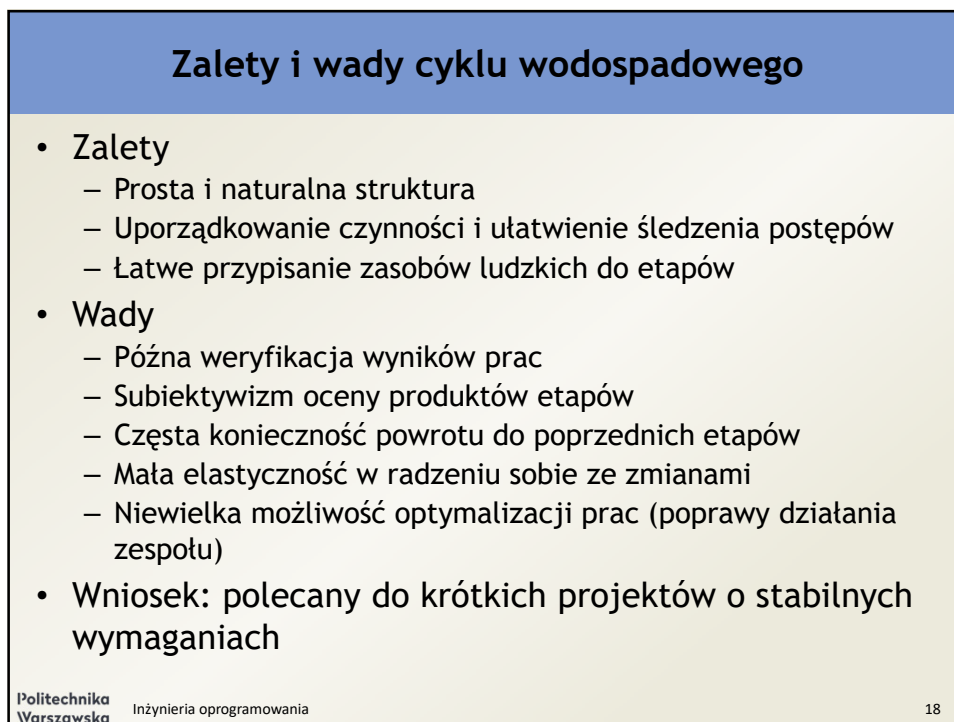 Zalety i wady cyklu wodospadowego
• Zalety
– Prosta i naturalna struktura
– Uporządkowanie czynności i ułatwienie śledzenia postępów
– Łatwe przypisanie zasobów ludzkich do etapów
• Wady
– Późna weryfikacja wyników prac
– Subiektywizm oceny produktów etapów
– Częsta konieczność powrotu do poprzednich etapów
– Mała elastyczność w radzeniu sobie ze zmianami
– Niewielka możliwość optymalizacji prac (poprawy działania
zespołu)
• Wniosek: polecany do krótkich projektów o stabilnych
wymaganiach
Politechnika
Warszawska
Inżynieria oprogramowania
18